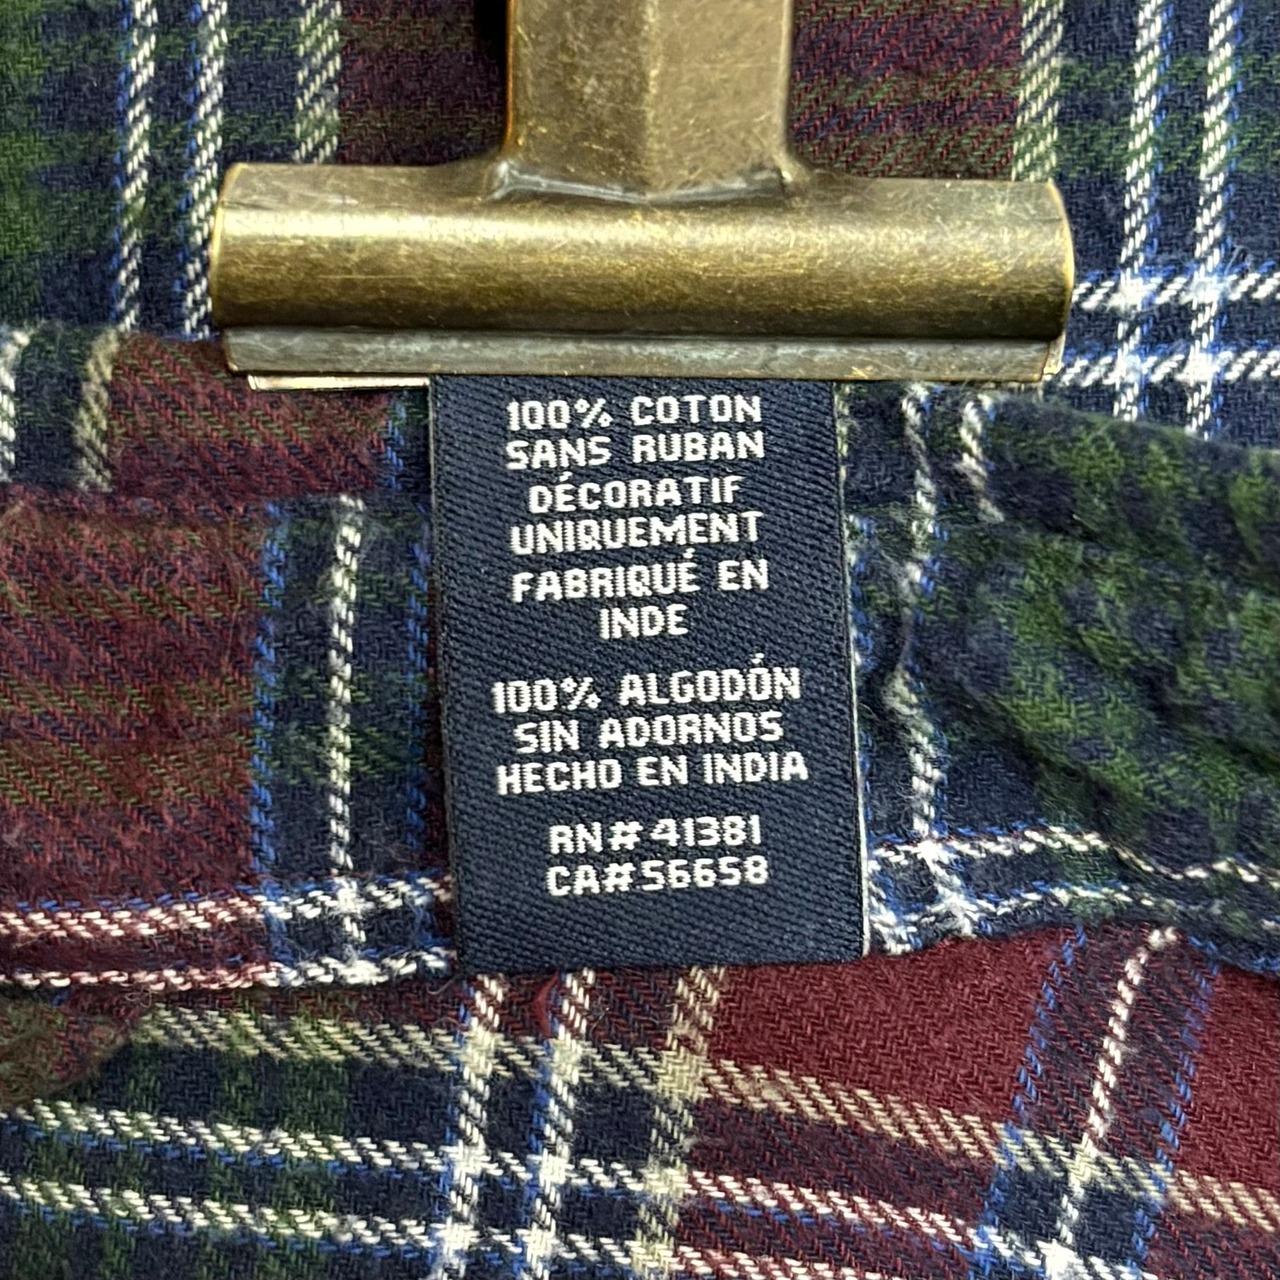 100% COTON
SANS RUBAN
DÉCORATIF
UNIQUEMENT
FABRIQUÉ EN
INDE
100% ALGODÓN
SIN ADORNOS
HECHO EN INDIA
RN# 41381
CA#56658